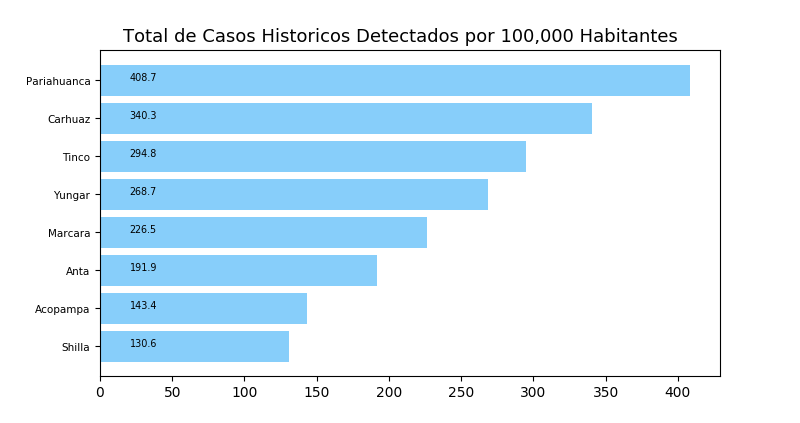 Total de Casos Historicos Detectados por 100,000 Habitantes
Pariahuanca 408.7
Carhuaz 340.3
Tinco 294.8
Yungar 268.7
Marcara 226.5
Anta 191.9
Acopampa 143.4
Shilla 130.6
0 50 100 150 200 250 300 350 400